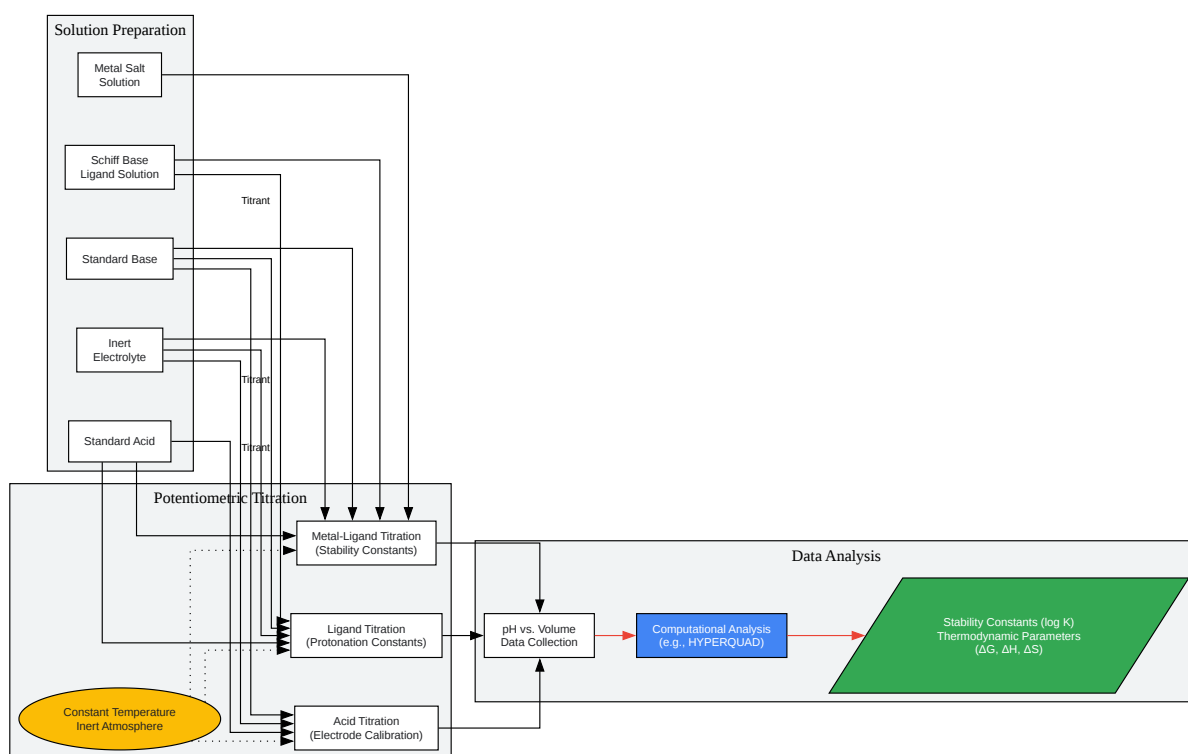 Solution Preparation
Metal Salt
Solution
Schiff Base
Ligand Solution
Titrant
Standard Base
Inert
Electrolyte
Titrant
Standard Acid
Titrant
Potentiometric Titration
Metal-Ligand Titration
(Stability Constants)
Ligand Titration
(Protonation Constants)
Constant Temperature
Inert Atmosphere
Acid Titration
(Electrode Calibration)
Data Analysis
pH vs. Volume
Data Collection
Computational Analysis
(e.g., HYPERQUAD)
Stability Constants (log K)
Thermodynamic Parameters
(ΔG, ΔH, ΔS)